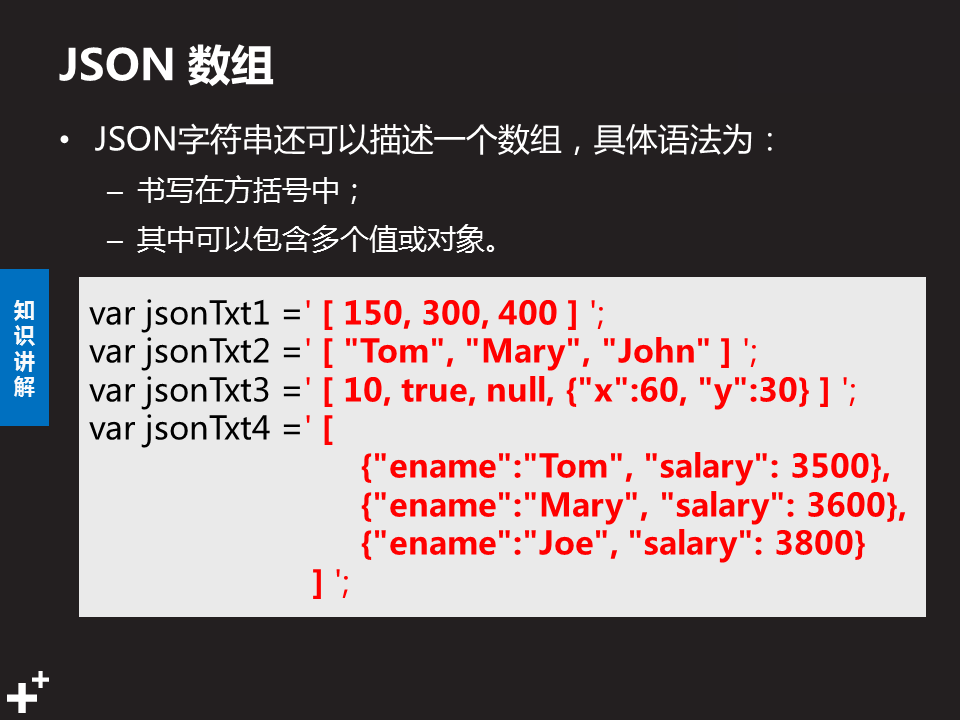 JSON 数组
• JSON字符串还可以描述一个数组，具体语法为：
– 书写在方括号中；
– 其中可以包含多个值或对象。
知
识
讲
解
var jsonTxt1 =' [ 150, 300, 400 ] ';
var jsonTxt2 =' [ "Tom", "Mary", "John" ] ';
var jsonTxt3 =' [ 10, true, null, {"x":60, "y":30} ] ';
var jsonTxt4 =' [
{"ename":"Tom", "salary": 3500},
{"ename":"Mary", "salary": 3600},
{"ename":"Joe", "salary": 3800}
] ';